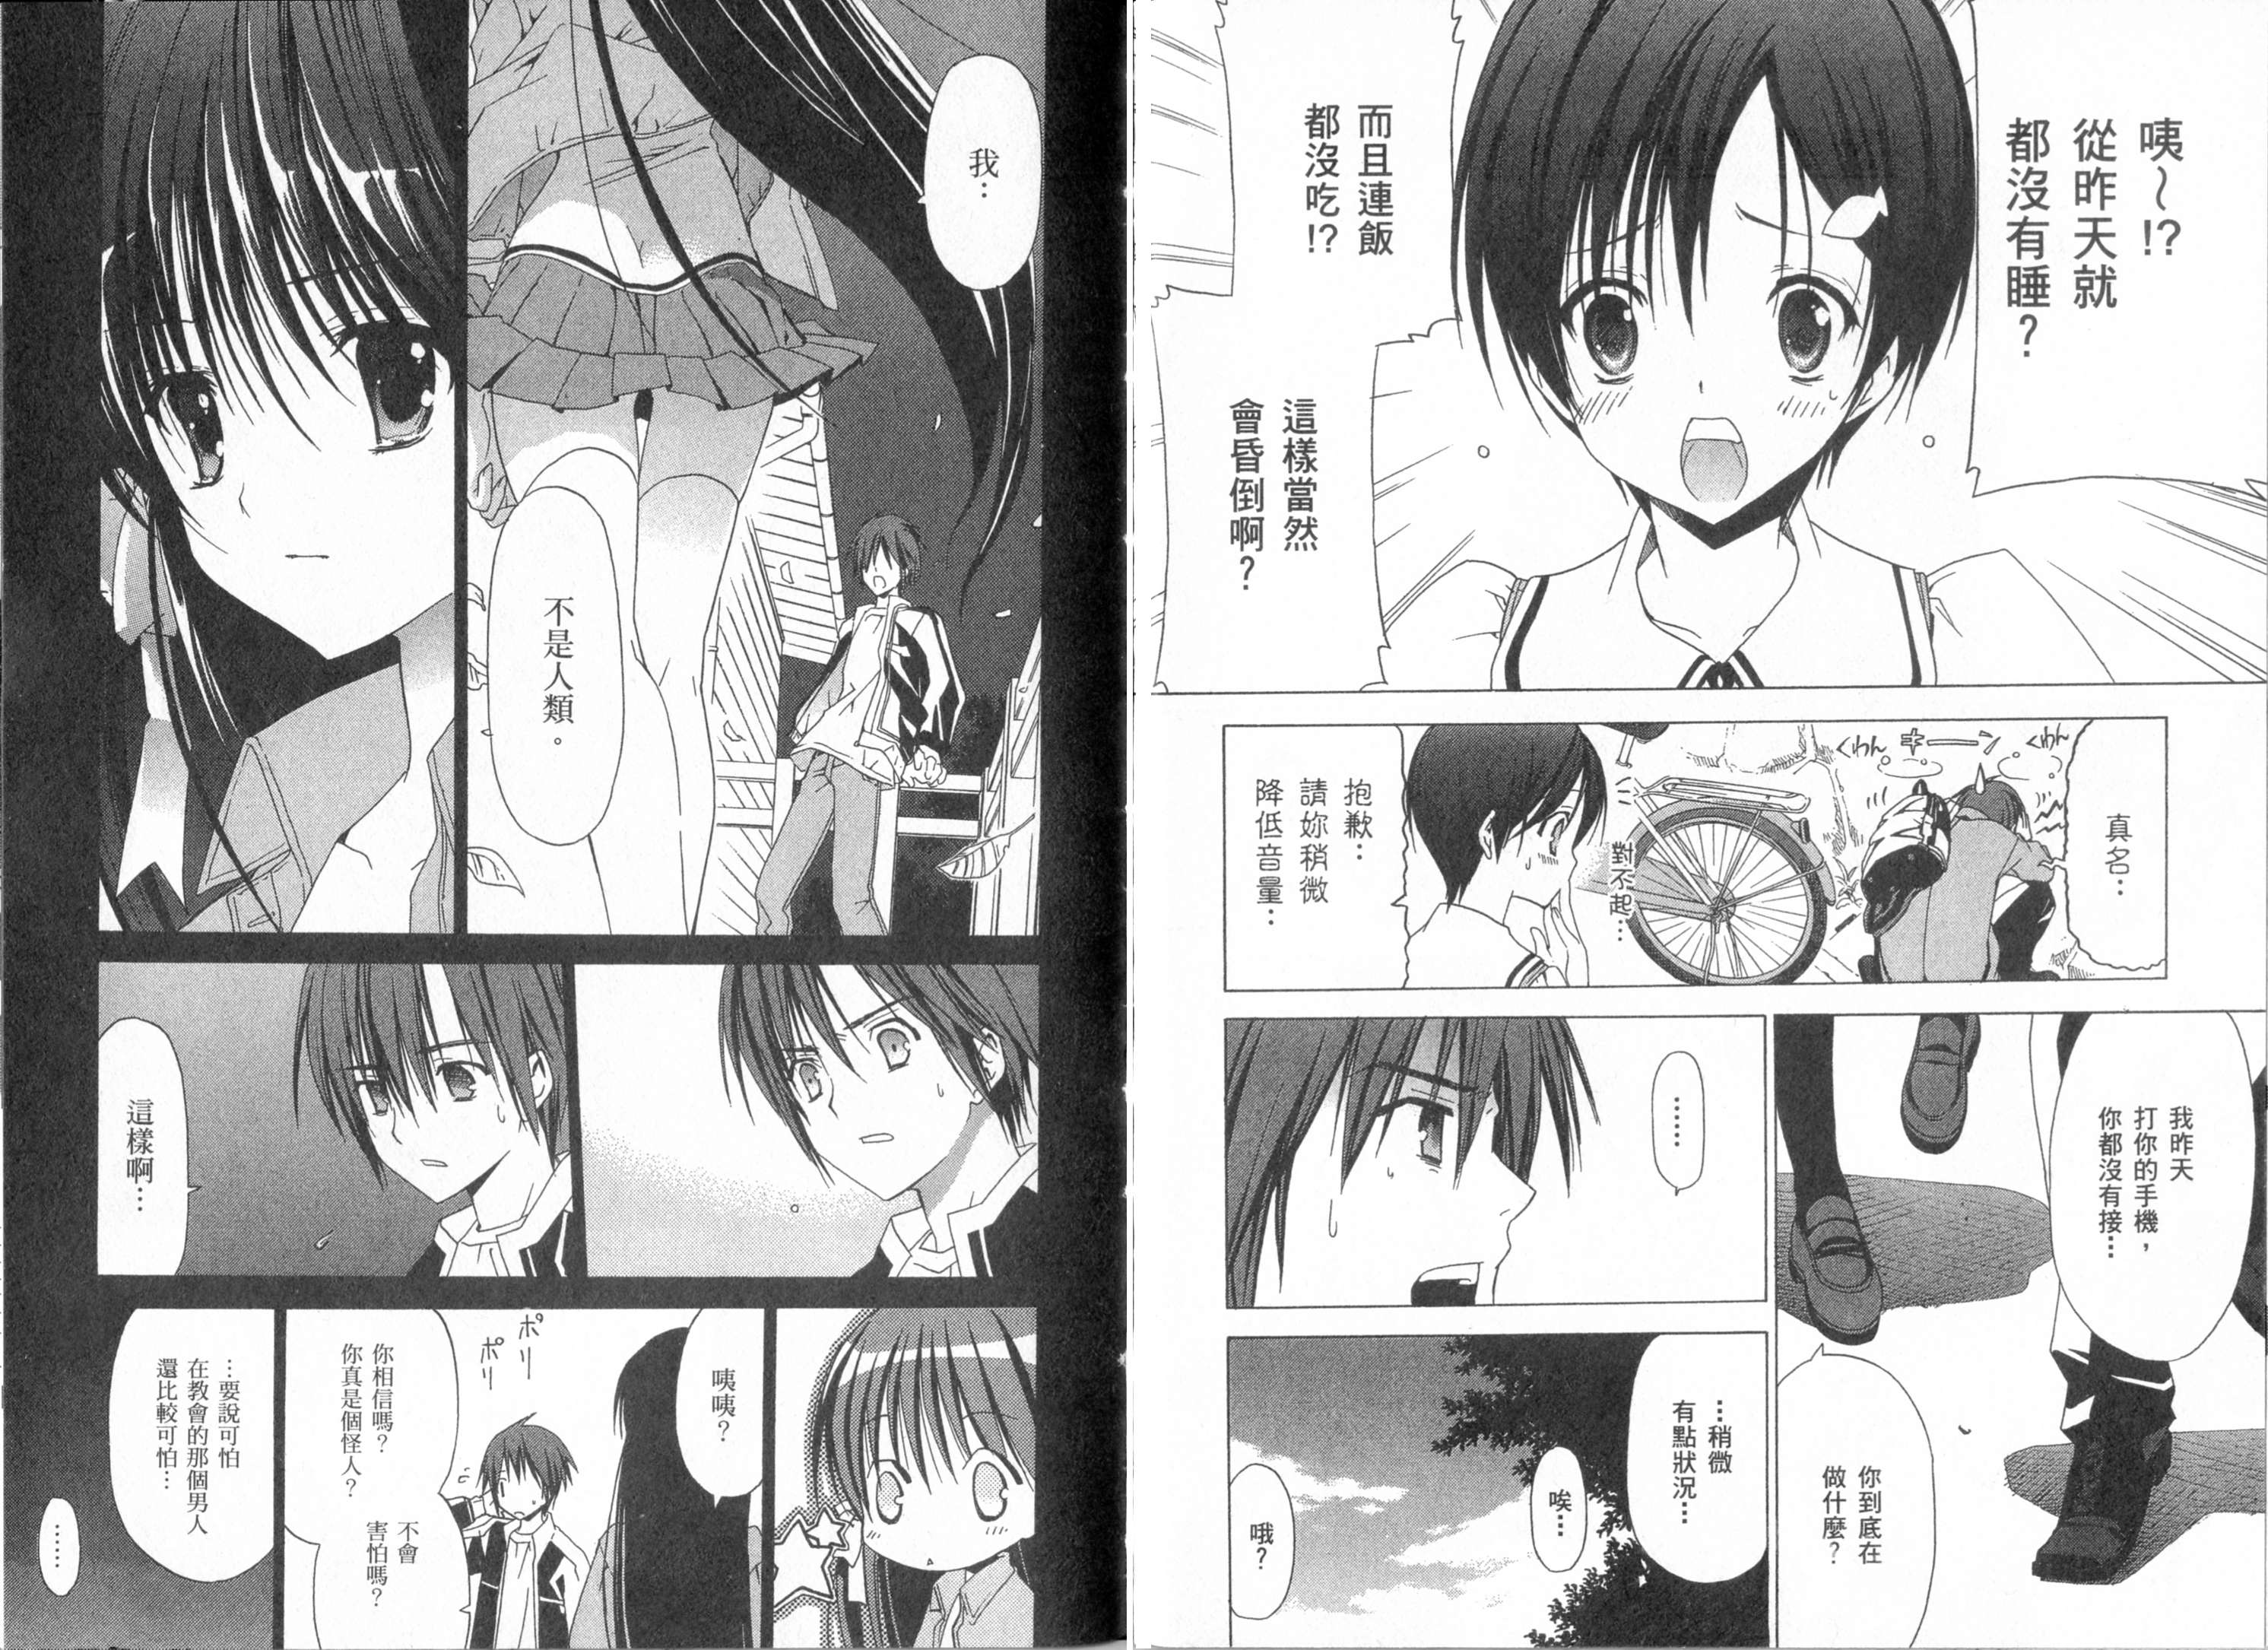 咦～!?
從昨天就
都沒有睡？
而且連飯
都沒吃!?
這樣當然
會昏倒啊？
真名…
くわん
キーーン
くわん
對不起…
抱歉…
請妳稍微
降低音量…
我昨天
打你的手機，
你都沒有接…
你到底在
做什麼？
……
…稍微
有點狀況…
唉…
哦？
我…
不是人類。
這樣啊…
咦咦？
ポリ
ポリ
你相信嗎？
你真是個怪人？
不會
害怕嗎？
…要說可怕
在教會的那個男人
還比較可怕…
……